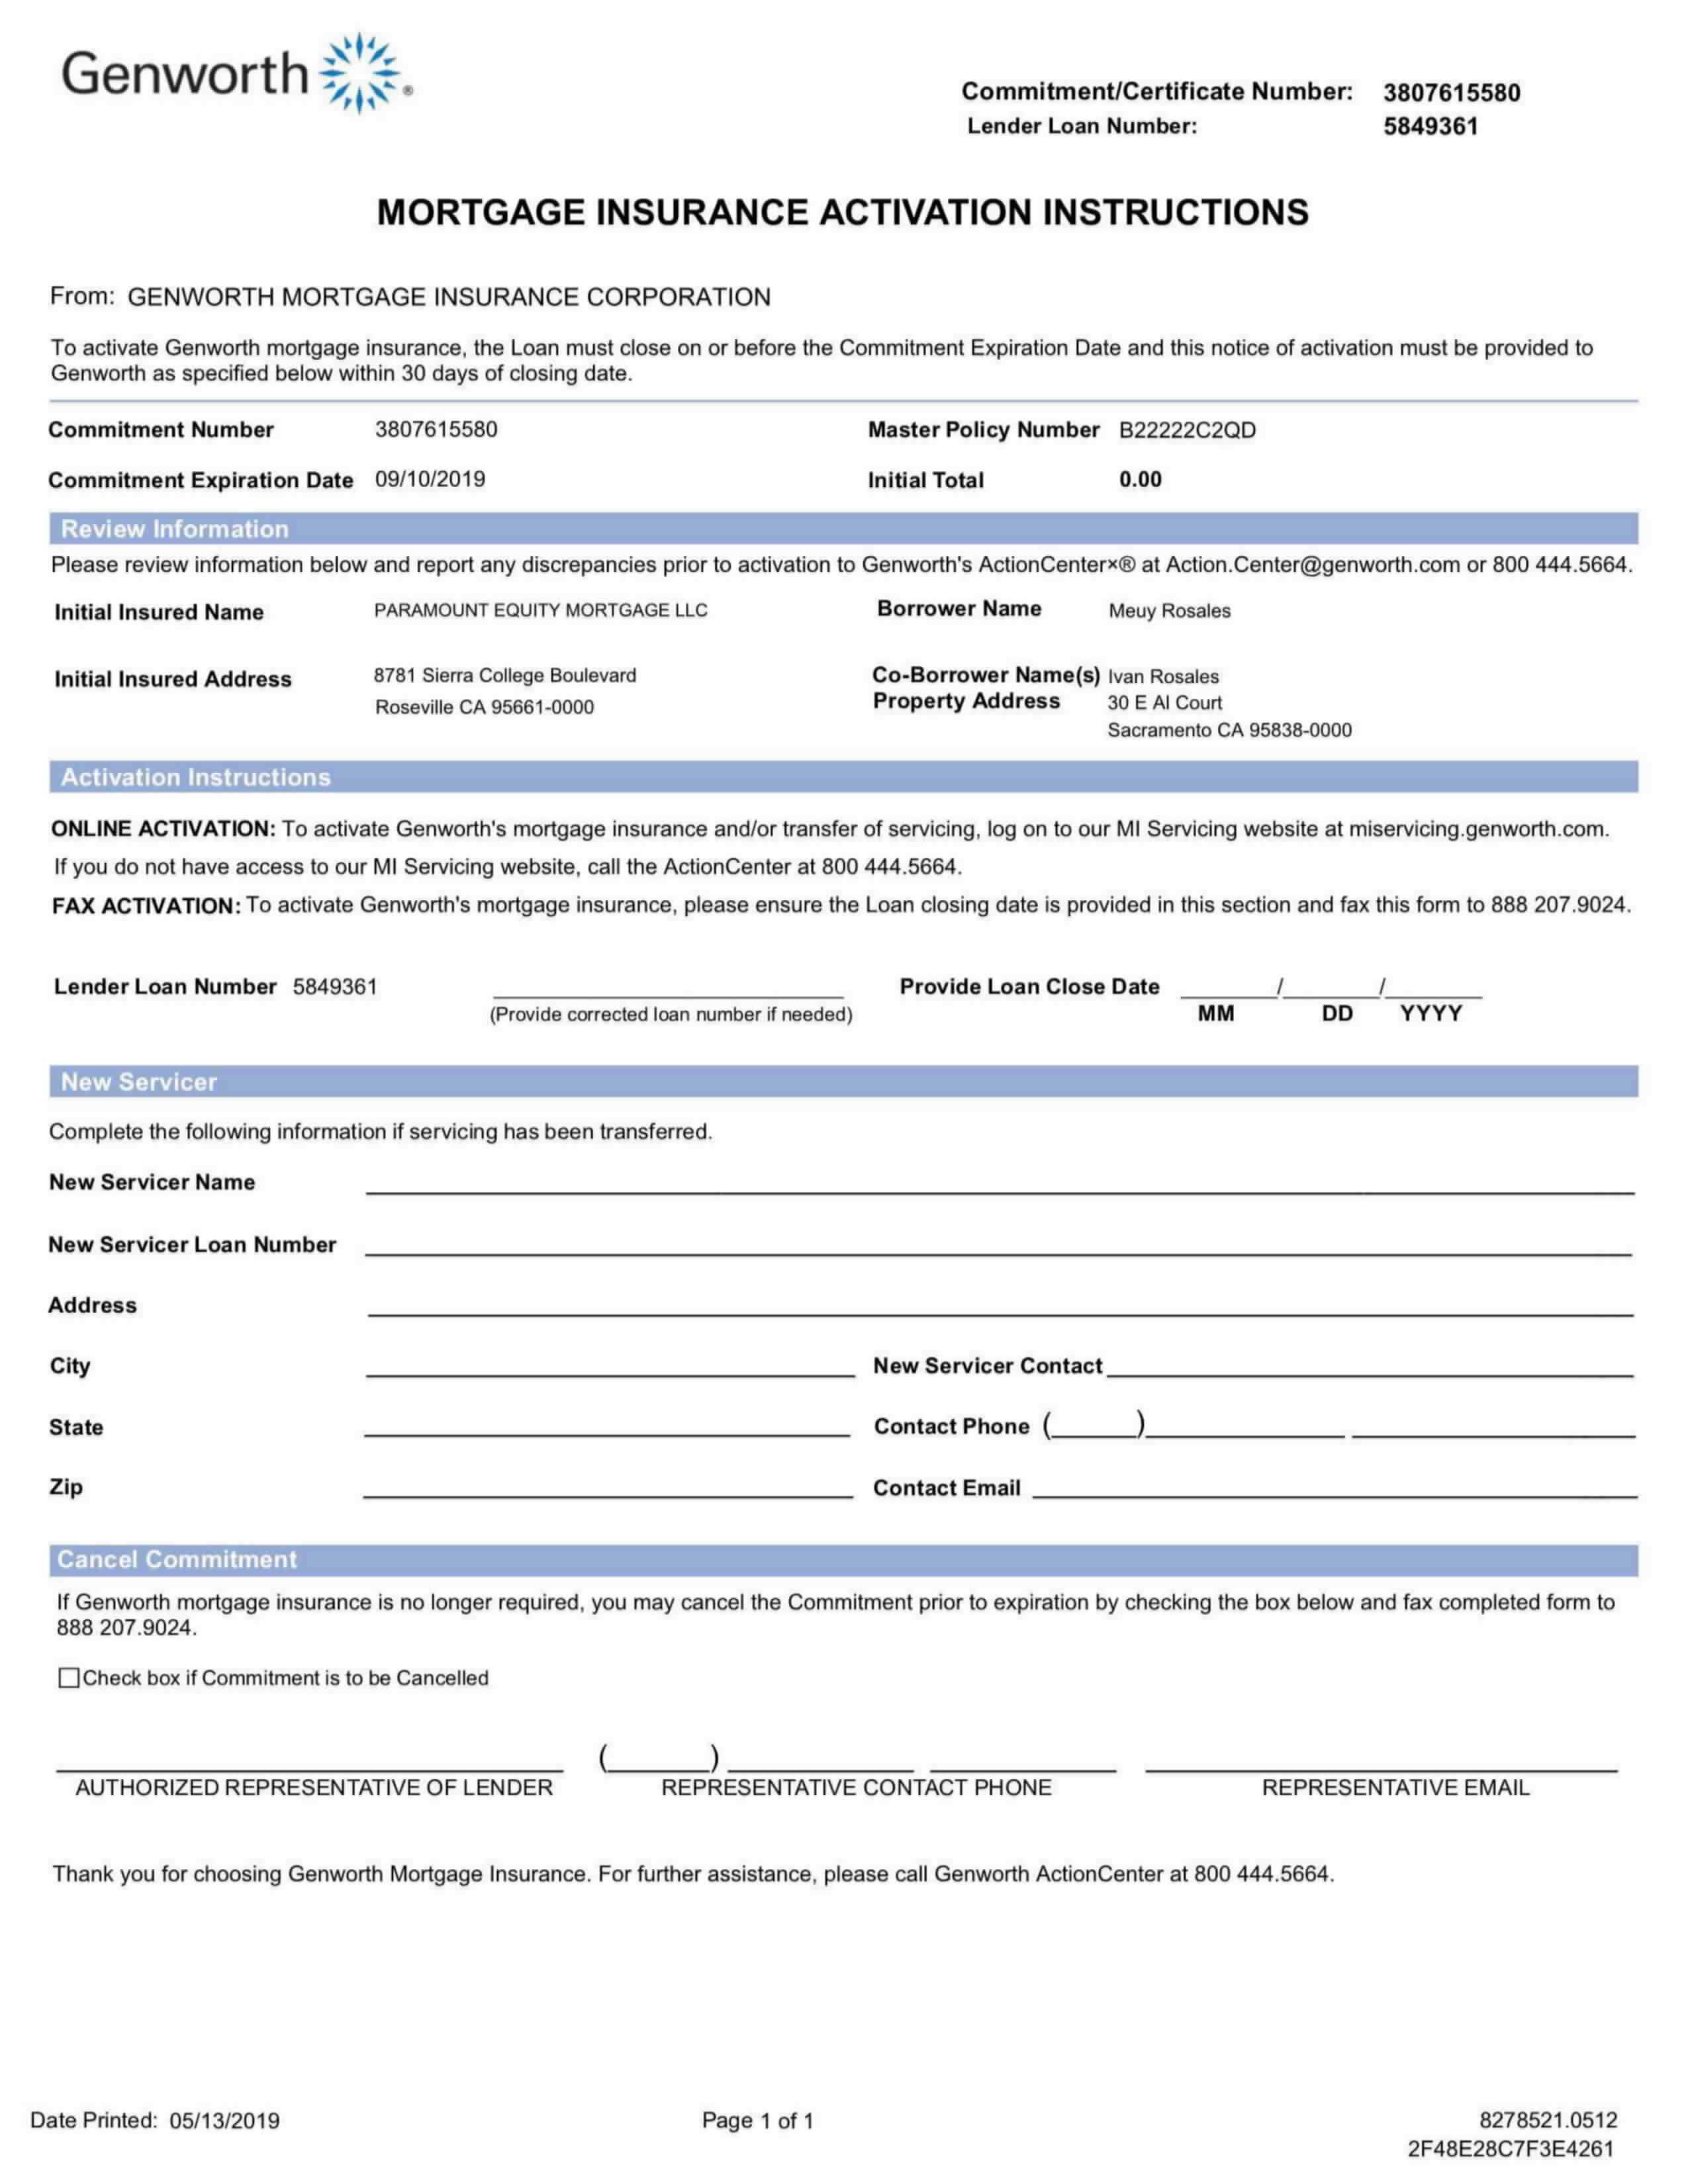 Genworth®
Commitment/Certificate Number: 3807615580
Lender Loan Number: 5849361
MORTGAGE INSURANCE ACTIVATION INSTRUCTIONS
From: GENWORTH MORTGAGE INSURANCE CORPORATION
To activate Genworth mortgage insurance, the Loan must close on or before the Commitment Expiration Date and this notice of activation must be provided to
Genworth as specified below within 30 days of closing date.
Commitment Number 3807615580 Master Policy Number B22222C2QD
Commitment Expiration Date 09/10/2019 Initial Total 0.00
Review Information
Please review information below and report any discrepancies prior to activation to Genworth's ActionCenter×® at Action.Center@genworth.com or 800 444.5664.
Initial Insured Name PARAMOUNT EQUITY MORTGAGE LLC Borrower Name Meuy Rosales
Initial Insured Address 8781 Sierra College Boulevard Co-Borrower Name(s) Ivan Rosales
Roseville CA 95661-0000 Property Address 30 E Al Court
Sacramento CA 95838-0000
Activation Instructions
ONLINE ACTIVATION: To activate Genworth's mortgage insurance and/or transfer of servicing, log on to our MI Servicing website at miservicing.genworth.com.
If you do not have access to our MI Servicing website, call the ActionCenter at 800 444.5664.
FAX ACTIVATION: To activate Genworth's mortgage insurance, please ensure the Loan closing date is provided in this section and fax this form to 888 207.9024.
Lender Loan Number 5849361 Provide Loan Close Date / /
(Provide corrected loan number if needed) MM DD YYYY
New Servicer
Complete the following information if servicing has been transferred.
New Servicer Name
New Servicer Loan Number
Address
City New Servicer Contact
State Contact Phone ( )
Zip Contact Email
Cancel Commitment
If Genworth mortgage insurance is no longer required, you may cancel the Commitment prior to expiration by checking the box below and fax completed form to
888 207.9024.
Check box if Commitment is to be Cancelled
( )
AUTHORIZED REPRESENTATIVE OF LENDER REPRESENTATIVE CONTACT PHONE REPRESENTATIVE EMAIL
Thank you for choosing Genworth Mortgage Insurance. For further assistance, please call Genworth ActionCenter at 800 444.5664.
Date Printed: 05/13/2019 Page 1 of 1 8278521.0512
2F48E28C7F3E4261